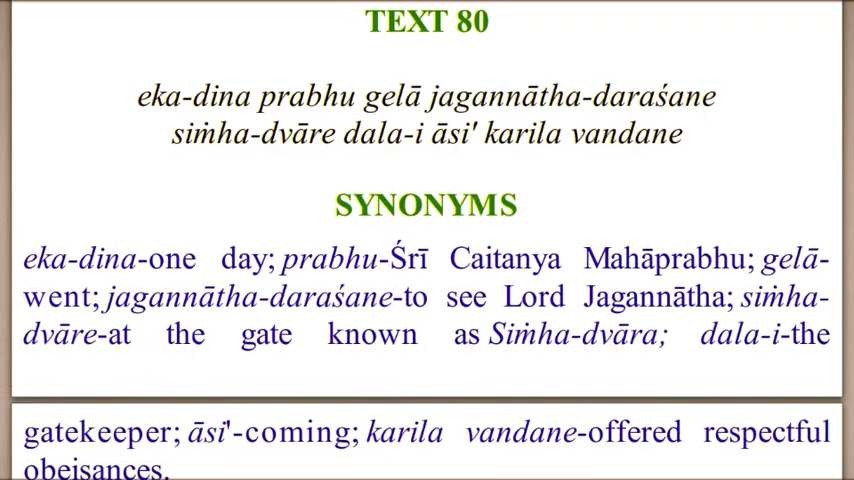 TEXT 80
eka-dina prabhu gelā jagannātha-daraśane
siṁha-dvāre dala-i āsi' karila vandane
SYNONYMS
eka-dina-one day; prabhu-Śrī Caitanya Mahāprabhu; gelā-
went; jagannātha-daraśane-to see Lord Jagannātha; siṁha-
dvāre-at the gate known as Siṁha-dvāra; dala-i-the
gatekeeper; āsi'-coming; karila vandane-offered respectful
obeisances.